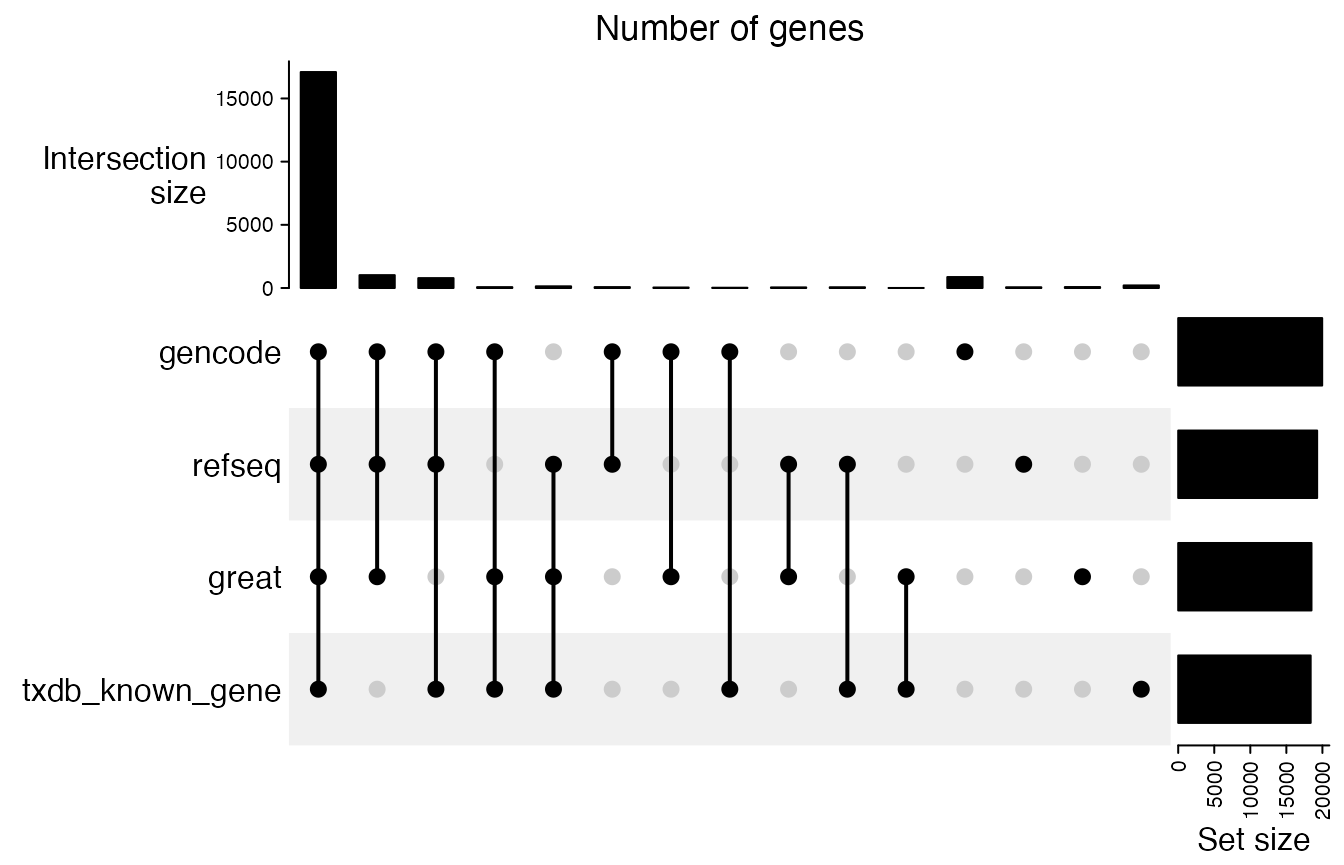 Number of genes
15000
Intersection
size
10000
5000
0
gencode
refseq
great
txdb_known_gene
0
5000
10000
15000
20000
Set size